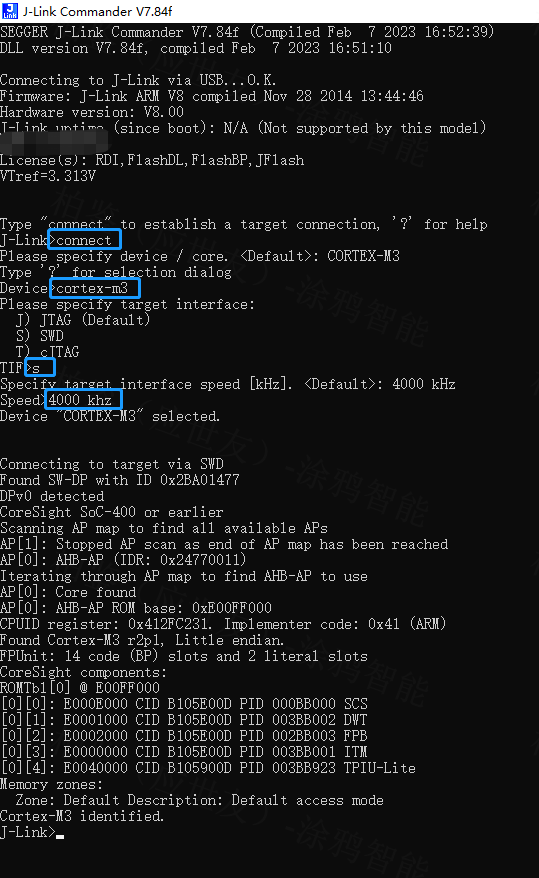 J-Link Commander V7.84f
SEGGER J-Link Commander V7.84f (Compiled Feb  7 2023 16:52:39)
DLL version V7.84f, compiled Feb  7 2023 16:51:10
Connecting to J-Link via USB...O.K.
Firmware: J-Link ARM V8 compiled Nov 28 2014 13:44:46
Hardware version: V8.00
J-Link uptime (since boot): N/A (Not supported by this model)
License(s): RDI,FlashDL,FlashBP,JFlash
VTref=3.313V
Type "connect" to establish a target connection, '?' for help
J-Link>connect
Please specify device / core. <Default>: CORTEX-M3
Type '?' for selection dialog
Device>cortex-m3
Please specify target interface:
  J) JTAG (Default)
  S) SWD
  T) cJTAG
TIF>s
Specify target interface speed [kHz]. <Default>: 4000 kHz
Speed>4000 khz
Device "CORTEX-M3" selected.
Connecting to target via SWD
Found SW-DP with ID 0x2BA01477
DPv0 detected
CoreSight SoC-400 or earlier
Scanning AP map to find all available APs
AP[1]: Stopped AP scan as end of AP map has been reached
AP[0]: AHB-AP (IDR: 0x24770011)
Iterating through AP map to find AHB-AP to use
AP[0]: Core found
AP[0]: AHB-AP ROM base: 0xE00FF000
CPUID register: 0x412FC231. Implementer code: 0x41 (ARM)
Found Cortex-M3 r2p1, Little endian.
FPUnit: 14 code (BP) slots and 2 literal slots
CoreSight components:
ROMTbl[0] @ E00FF000
[0][0]: E000E000 CID B105E00D PID 000BB000 SCS
[0][1]: E0001000 CID B105E00D PID 003BB002 DWT
[0][2]: E0002000 CID B105E00D PID 002BB003 FPB
[0][3]: E0000000 CID B105E00D PID 003BB001 ITM
[0][4]: E0040000 CID B105900D PID 003BB923 TPIU-Lite
Memory zones:
  Zone: Default Description: Default access mode
Cortex-M3 identified.
J-Link>